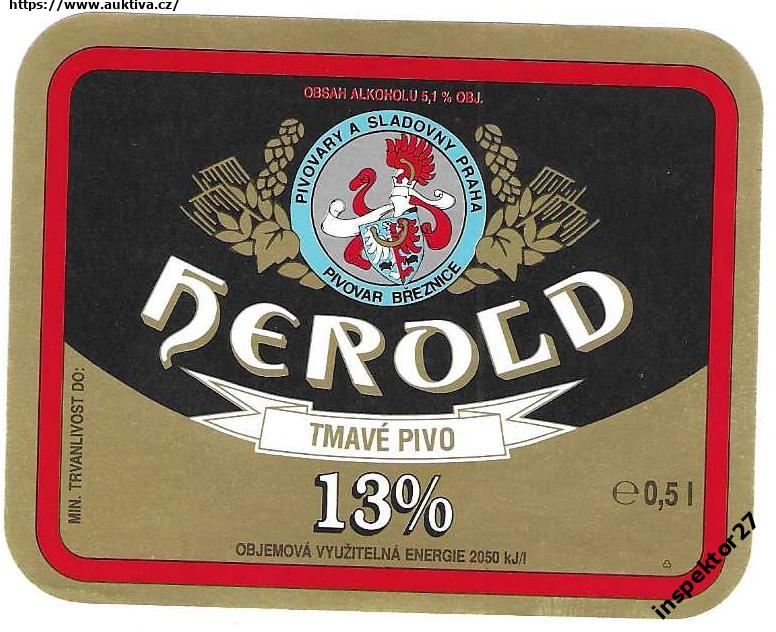 https://www.auktiva.cz/
OBSAH ALKOHOLU 5,1 % OBJ.
PIVOVARY A SLADOVNY PRAHA
PIVOVAR BŘEZNICE
HEROLD
TMAVÉ PIVO
13%
MIN. TRVANLIVOST DO:
℮ 0,5 l
OBJEMOVÁ VYUŽITELNÁ ENERGIE 2050 kJ/l
inspektor27